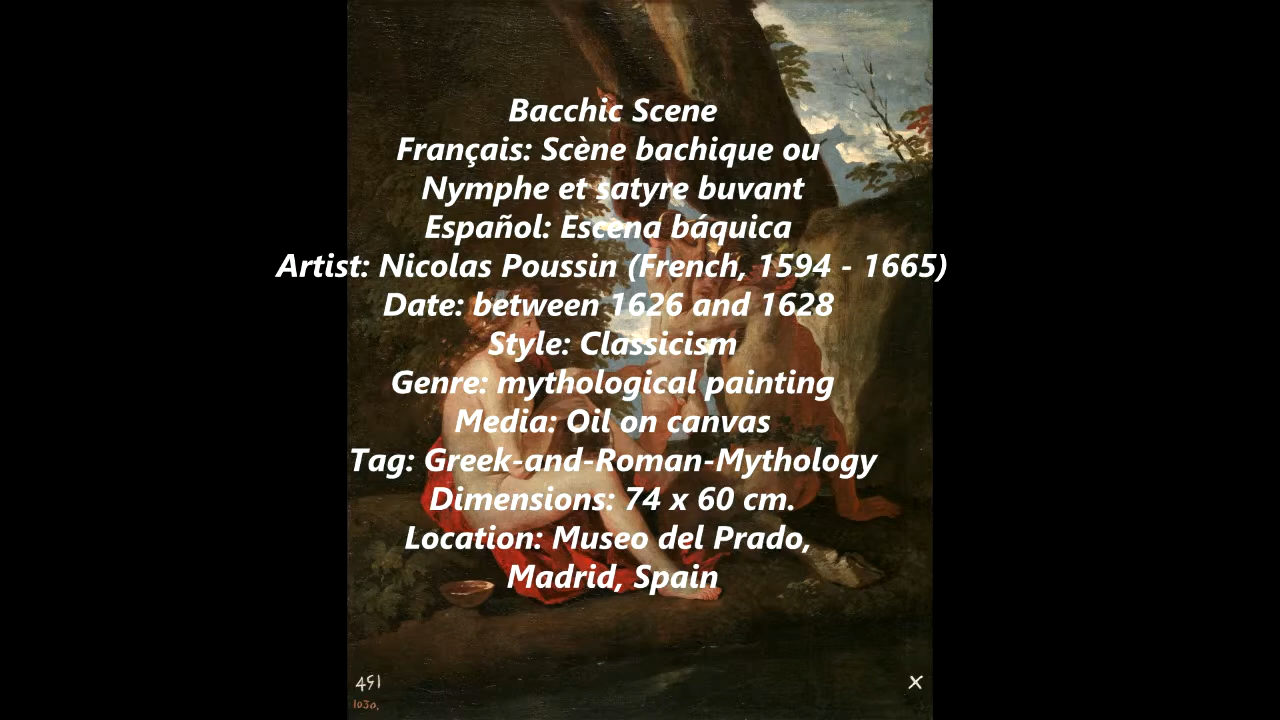 Bacchic Scene
Français: Scène bachique ou
Nymphe et satyre buvant
Español: Escena báquica
Artist: Nicolas Poussin (French, 1594 - 1665)
Date: between 1626 and 1628
Style: Classicism
Genre: mythological painting
Media: Oil on canvas
Tag: Greek-and-Roman-Mythology
Dimensions: 74 x 60 cm.
Location: Museo del Prado,
Madrid, Spain
451 x
1030.